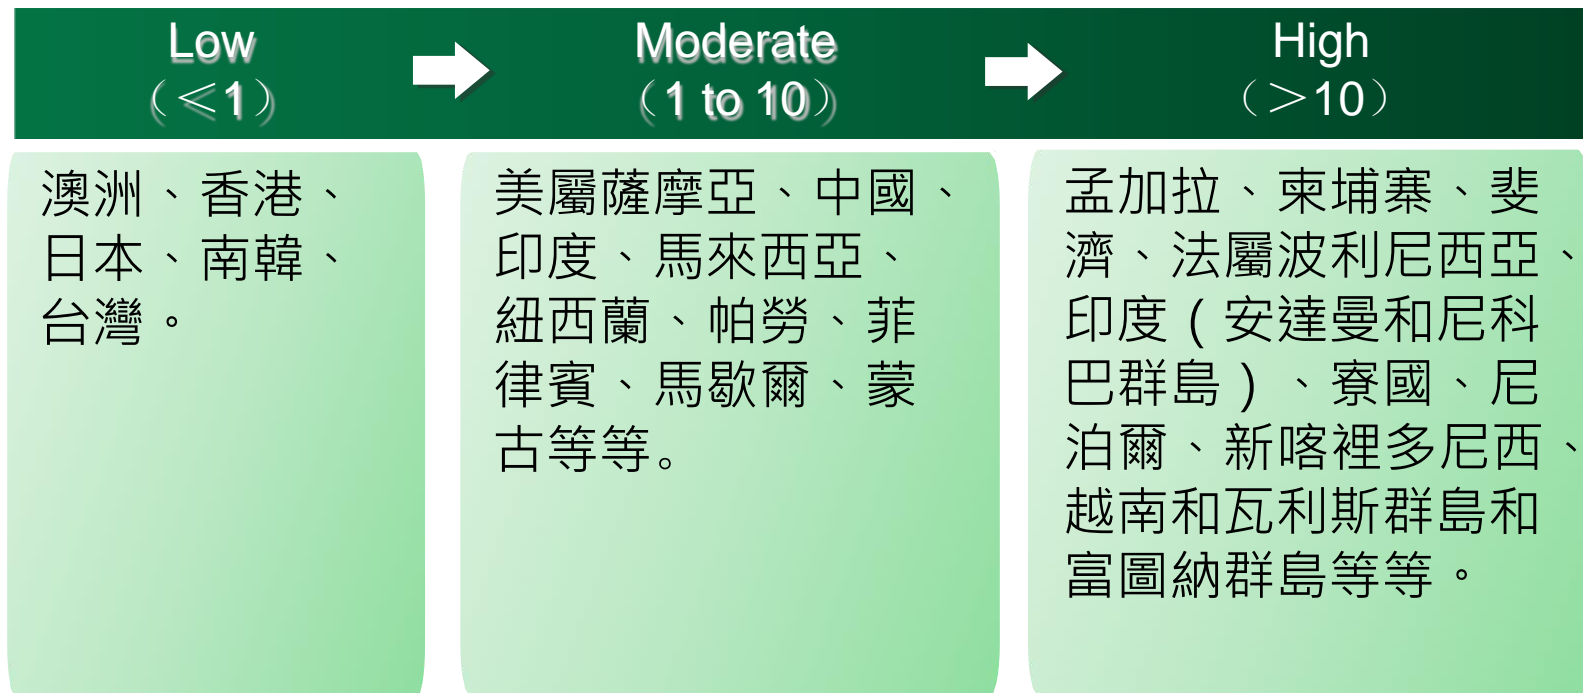 Low
（≦1）
Moderate
（1 to 10）
High
（＞10）
澳洲、香港、
日本、南韓、
台灣。
美屬薩摩亞、中國、
印度、馬來西亞、
紐西蘭、帕勞、菲
律賓、馬歇爾、蒙
古等等。
孟加拉、柬埔寨、斐
濟、法屬波利尼西亞、
印度（安達曼和尼科
巴群島）、寮國、尼
泊爾、新喀裡多尼西、
越南和瓦利斯群島和
富圖納群島等等。